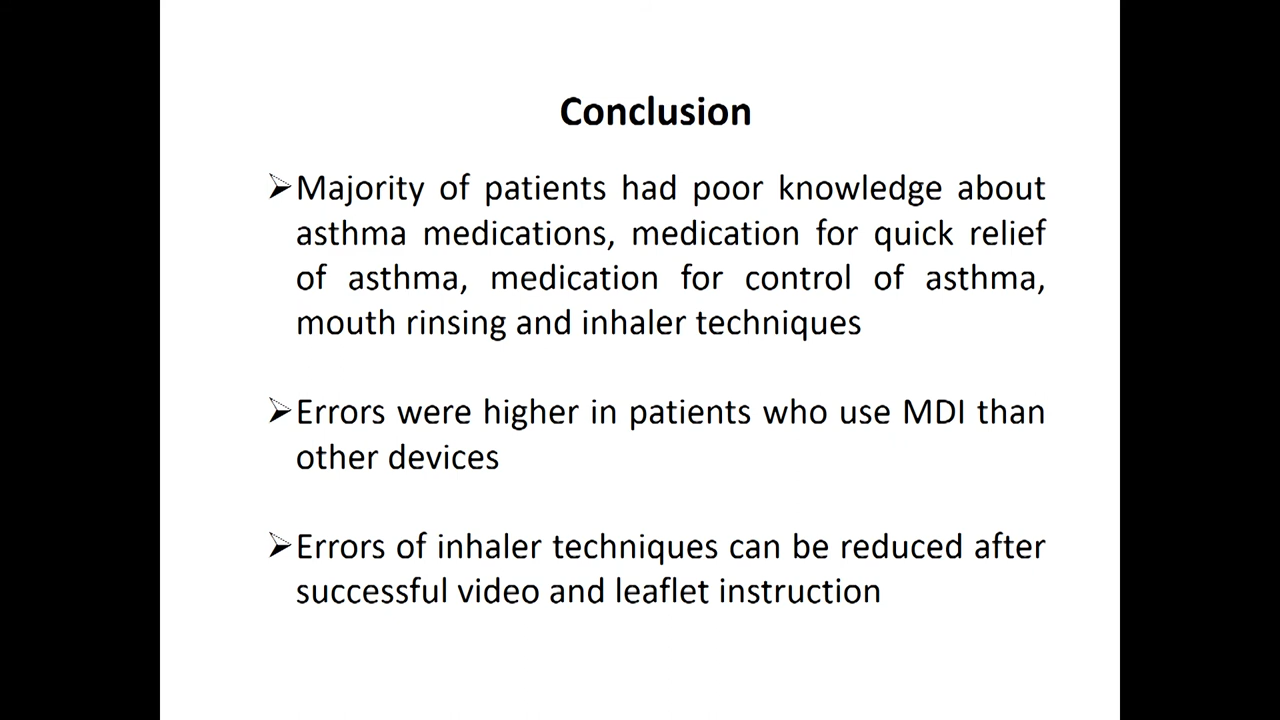 Conclusion
➢Majority of patients had poor knowledge about
asthma medications, medication for quick relief
of asthma, medication for control of asthma,
mouth rinsing and inhaler techniques
➢Errors were higher in patients who use MDI than
other devices
➢Errors of inhaler techniques can be reduced after
successful video and leaflet instruction